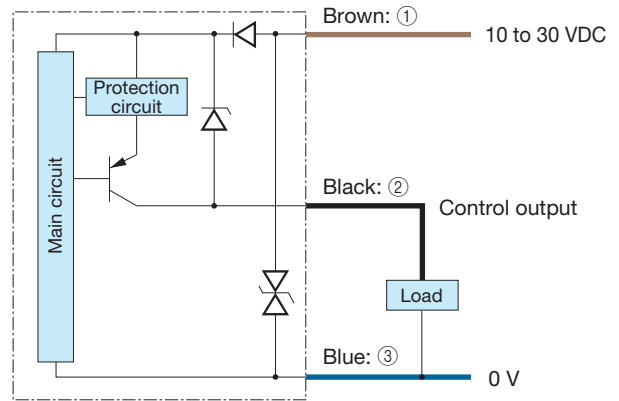 Brown: ①
10 to 30 VDC
Protection
circuit
Main circuit
Black: ②
Control output
Load
Blue: ③
0 V